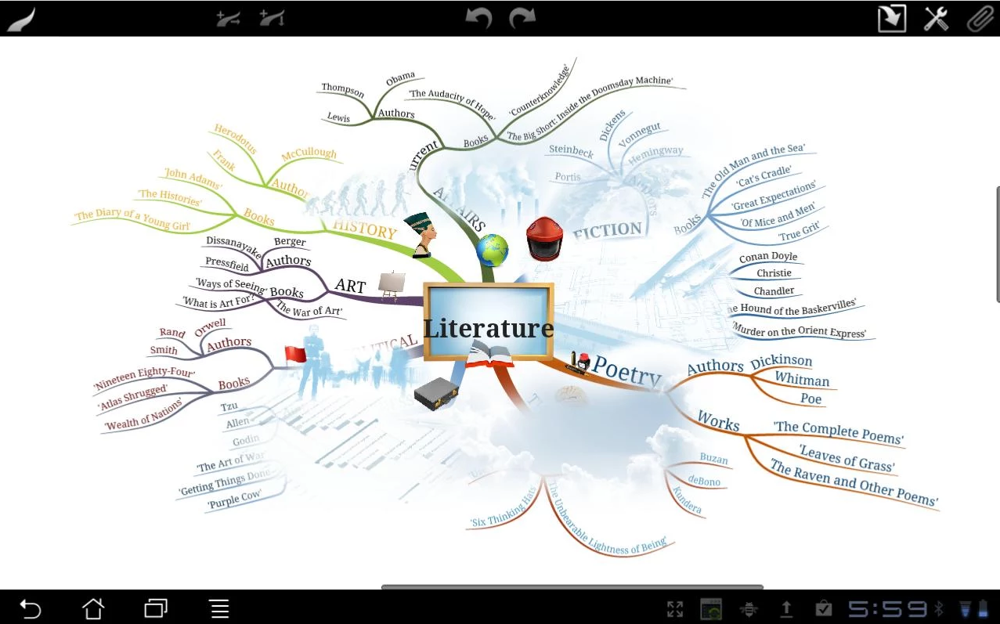 Literature
urrent
AFFAIRS
Authors
Thompson
Obama
Lewis
Books
'The Audacity of Hope'
'Counterknowledge'
'The Big Short: Inside the Doomsday Machine'
FICTION
Authors
Dickens
Vonnegut
Steinbeck
Hemingway
Portis
Books
'The Old Man and the Sea'
'Cat's Cradle'
'Great Expectations'
'Of Mice and Men'
'True Grit'
Conan Doyle
Christie
Chandler
he Hound of the Baskervilles'
'Murder on the Orient Express'
Poetry
Authors
Dickinson
Whitman
Poe
Works
'The Complete Poems'
'Leaves of Grass'
'The Raven and Other Poems'
Buzan
deBono
Kundera
'Six Thinking Hats'
'The Unbearable Lightness of Being'
HISTORY
Author
Herodotus
Frank
McCullough
Books
'John Adams'
'The Histories'
'The Diary of a Young Girl'
ART
Authors
Dissanayake
Berger
Pressfield
Books
'Ways of Seeing'
'What is Art For?'
'The War of Art'
ITICAL
Authors
Rand
Orwell
Smith
Books
'Nineteen Eighty-Four'
'Atlas Shrugged'
'Wealth of Nations'
Tzu
Allen
Godin
'The Art of War
'Getting Things Done
'Purple Cow'
5:59